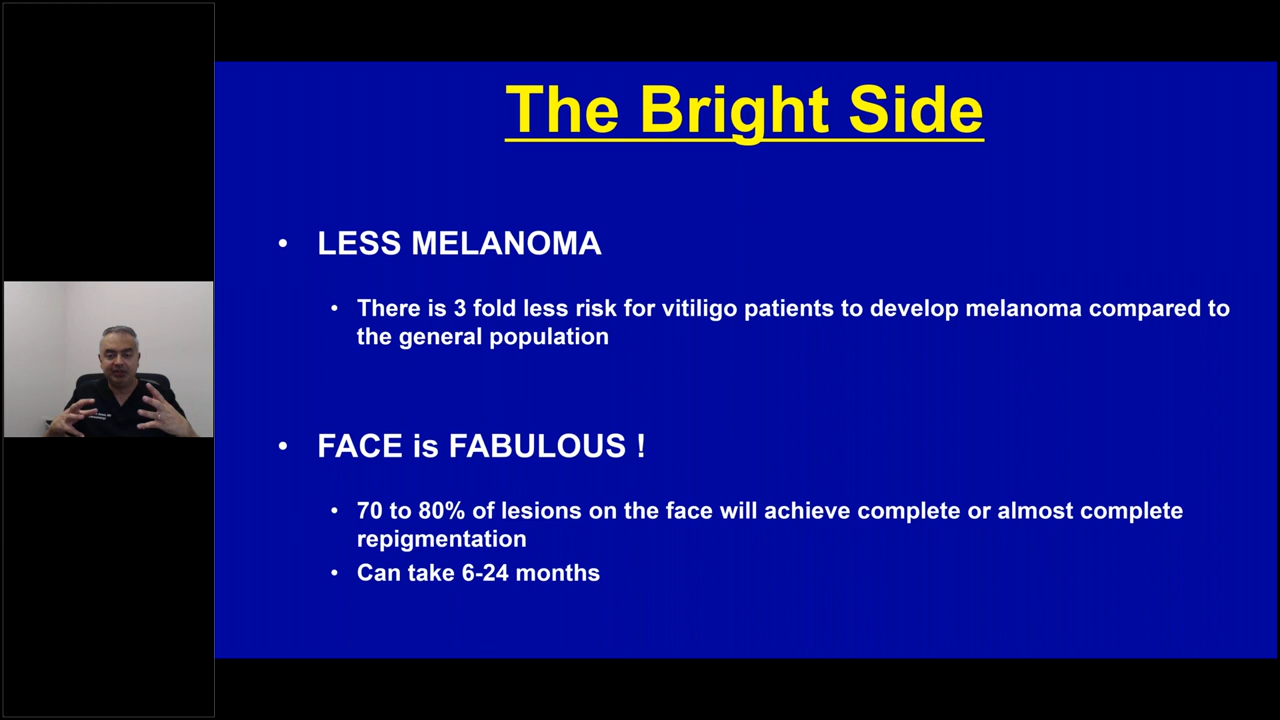 The Bright Side
• LESS MELANOMA
• There is 3 fold less risk for vitiligo patients to develop melanoma compared to
the general population
• FACE is FABULOUS !
• 70 to 80% of lesions on the face will achieve complete or almost complete
repigmentation
• Can take 6-24 months